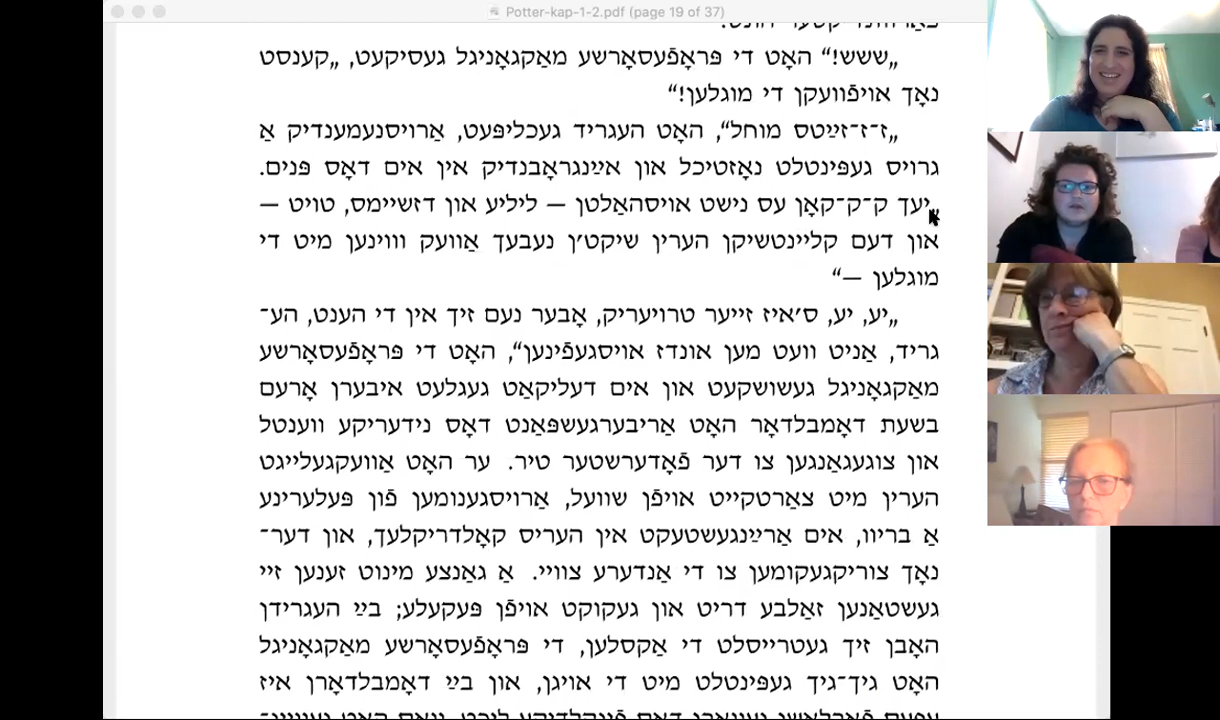 Potter-kap-1-2.pdf (page 19 of 37)
„ששש!“ האָט די פּראָפֿעסאָרשע מאַקגאָניגל געסיקעט, „קענסט
נאָך אויפֿוועקן די מוגלען!“
„ז־ז־זײַטס מוחל“, האָט העגריד געכליפּעט, אַרויסנעמענדיק אַ
גרויס געפּינטלט נאָזטיכל און אײַנגראָבנדיק אין אים דאָס פּנים.
„יעך ק־ק־קאָן עס נישט אויסהאַלטן — ליליע און דזשיימס, טויט —
און דעם קליינטשיקן הערין שיקט׳ן נעבעך אַוועק וווינען מיט די
מוגלען —“
„יע, יע, ס׳איז זייער טרויעריק, אָבער נעם זיך אין די הענט, הע־
גריד, אַניט וועט מען אונדז אויסגעפֿינען“, האָט די פּראָפֿעסאָרשע
מאַקגאָניגל געשושקעט און אים דעליקאַט געגלעט איבערן אָרעם
בשעת דאָמבלדאָר האָט אַריבערגעשפּאַנט דאָס נידעריקע ווענטל
און צוגעגאַנגען צו דער פֿאָדערשטער טיר. ער האָט אַוועקגעלייגט
הערין מיט צאַרטקייט אויפֿן שוועל, אַרויסגענומען פֿון פּעלערינע
אַ בריוו, אים אַרײַנגעשטעקט אין העריס קאָלדריקלעך, און דער־
נאָך צוריקגעקומען צו די אַנדערע צוויי. אַ גאַנצע מינוט זענען זיי
געשטאַנען זאַלבע דריט און געקוקט אויפֿן פּעקעלע; בײַ העגרידן
האָבן זיך געטרייסלט די אַקסלען, די פּראָפֿעסאָרשע מאַקגאָניגל
האָט גיך־גיך געפּינטלט מיט די אויגן, און בײַ דאָמבלדאָרן איז